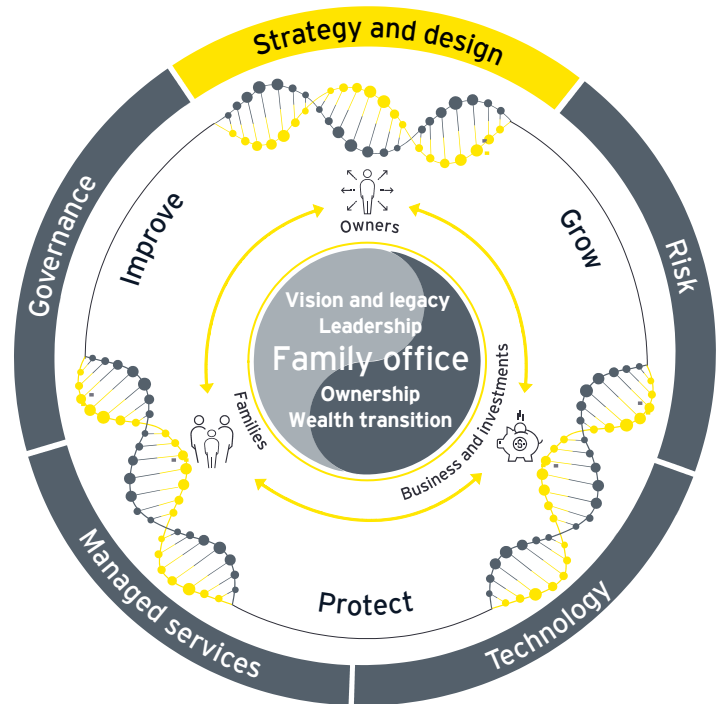 Strategy and design
Governance
Improve
Grow
Risk
Owners
Vision and legacy
Leadership
Family office
Ownership
Wealth transition
Families
Business and investments
Protect
Managed services
Technology